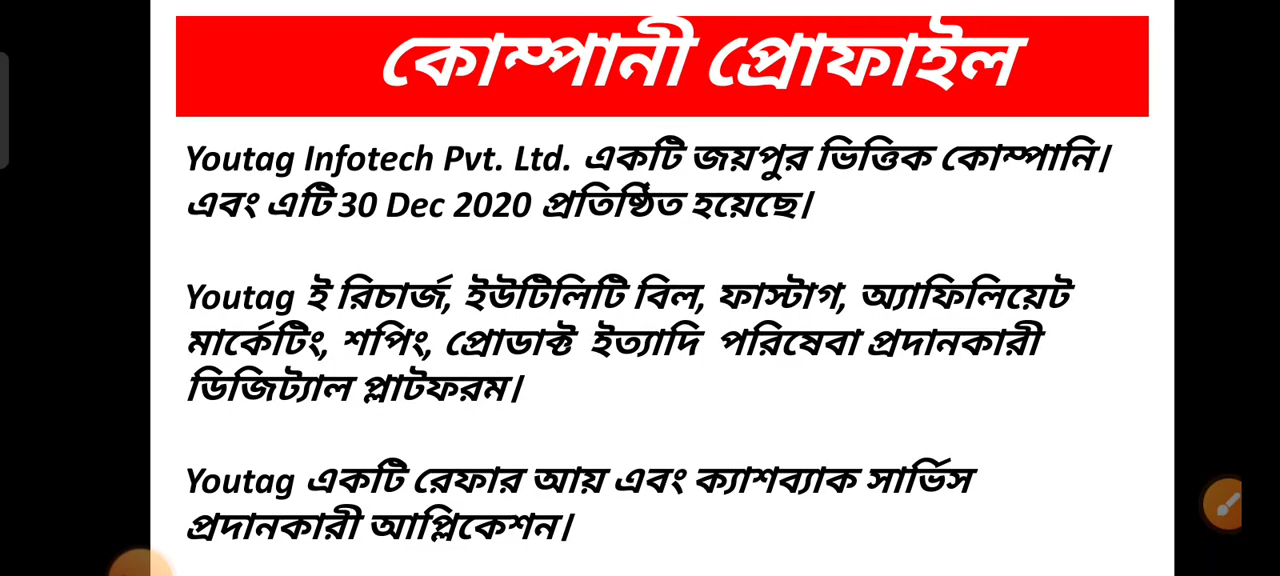 কোম্পানী প্রোফাইল
Youtag Infotech Pvt. Ltd. একটি জয়পুর ভিত্তিক কোম্পানি।
এবং এটি 30 Dec 2020 প্রতিষ্ঠিত হয়েছে।
Youtag ই রিচার্জ, ইউটিলিটি বিল, ফাস্টাগ, অ্যাফিলিয়েট
মার্কেটিং, শপিং, প্রোডাক্ট ইত্যাদি পরিষেবা প্রদানকারী
ডিজিট্যাল প্লাটফরম।
Youtag একটি রেফার আয় এবং ক্যাশব্যাক সার্ভিস
প্রদানকারী আপ্লিকেশন।